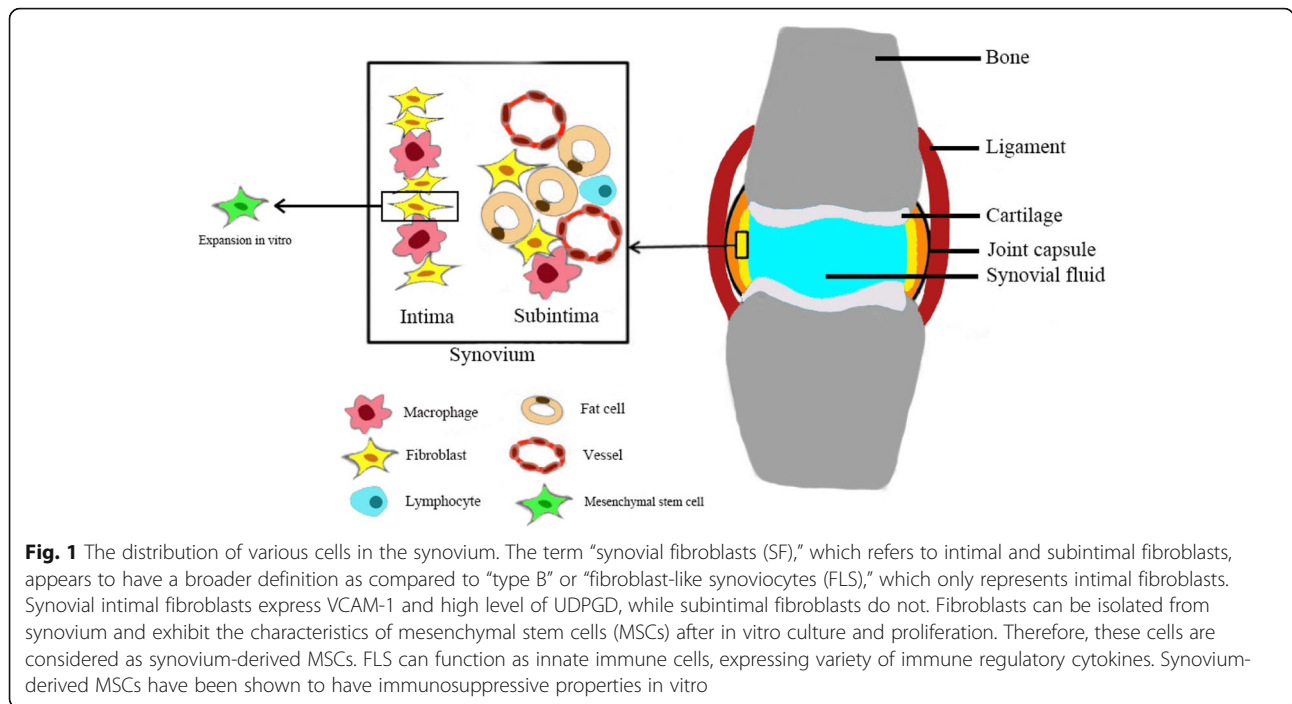 Bone
Ligament
Cartilage
Joint capsule
Synovial fluid
Expansion in vitro
Intima
Subintima
Synovium
Macrophage
Fat cell
Fibroblast
Vessel
Lymphocyte
Mesenchymal stem cell
Fig. 1 The distribution of various cells in the synovium. The term “synovial fibroblasts (SF),” which refers to intimal and subintimal fibroblasts,
appears to have a broader definition as compared to “type B” or “fibroblast-like synoviocytes (FLS),” which only represents intimal fibroblasts.
Synovial intimal fibroblasts express VCAM-1 and high level of UDPGD, while subintimal fibroblasts do not. Fibroblasts can be isolated from
synovium and exhibit the characteristics of mesenchymal stem cells (MSCs) after in vitro culture and proliferation. Therefore, these cells are
considered as synovium-derived MSCs. FLS can function as innate immune cells, expressing variety of immune regulatory cytokines. Synovium-
derived MSCs have been shown to have immunosuppressive properties in vitro